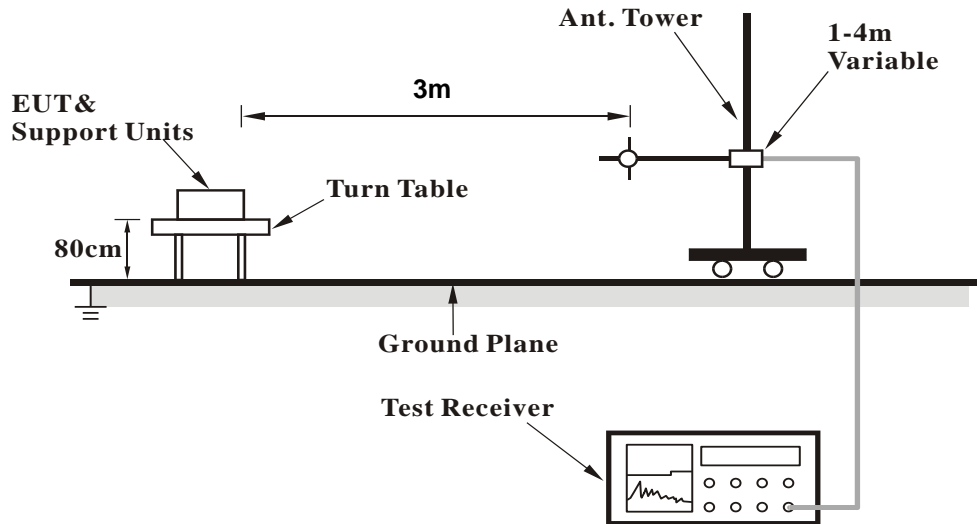 Ant. Tower
1-4m
Variable
3m
EUT&
Support Units
Turn Table
80cm
Ground Plane
Test Receiver